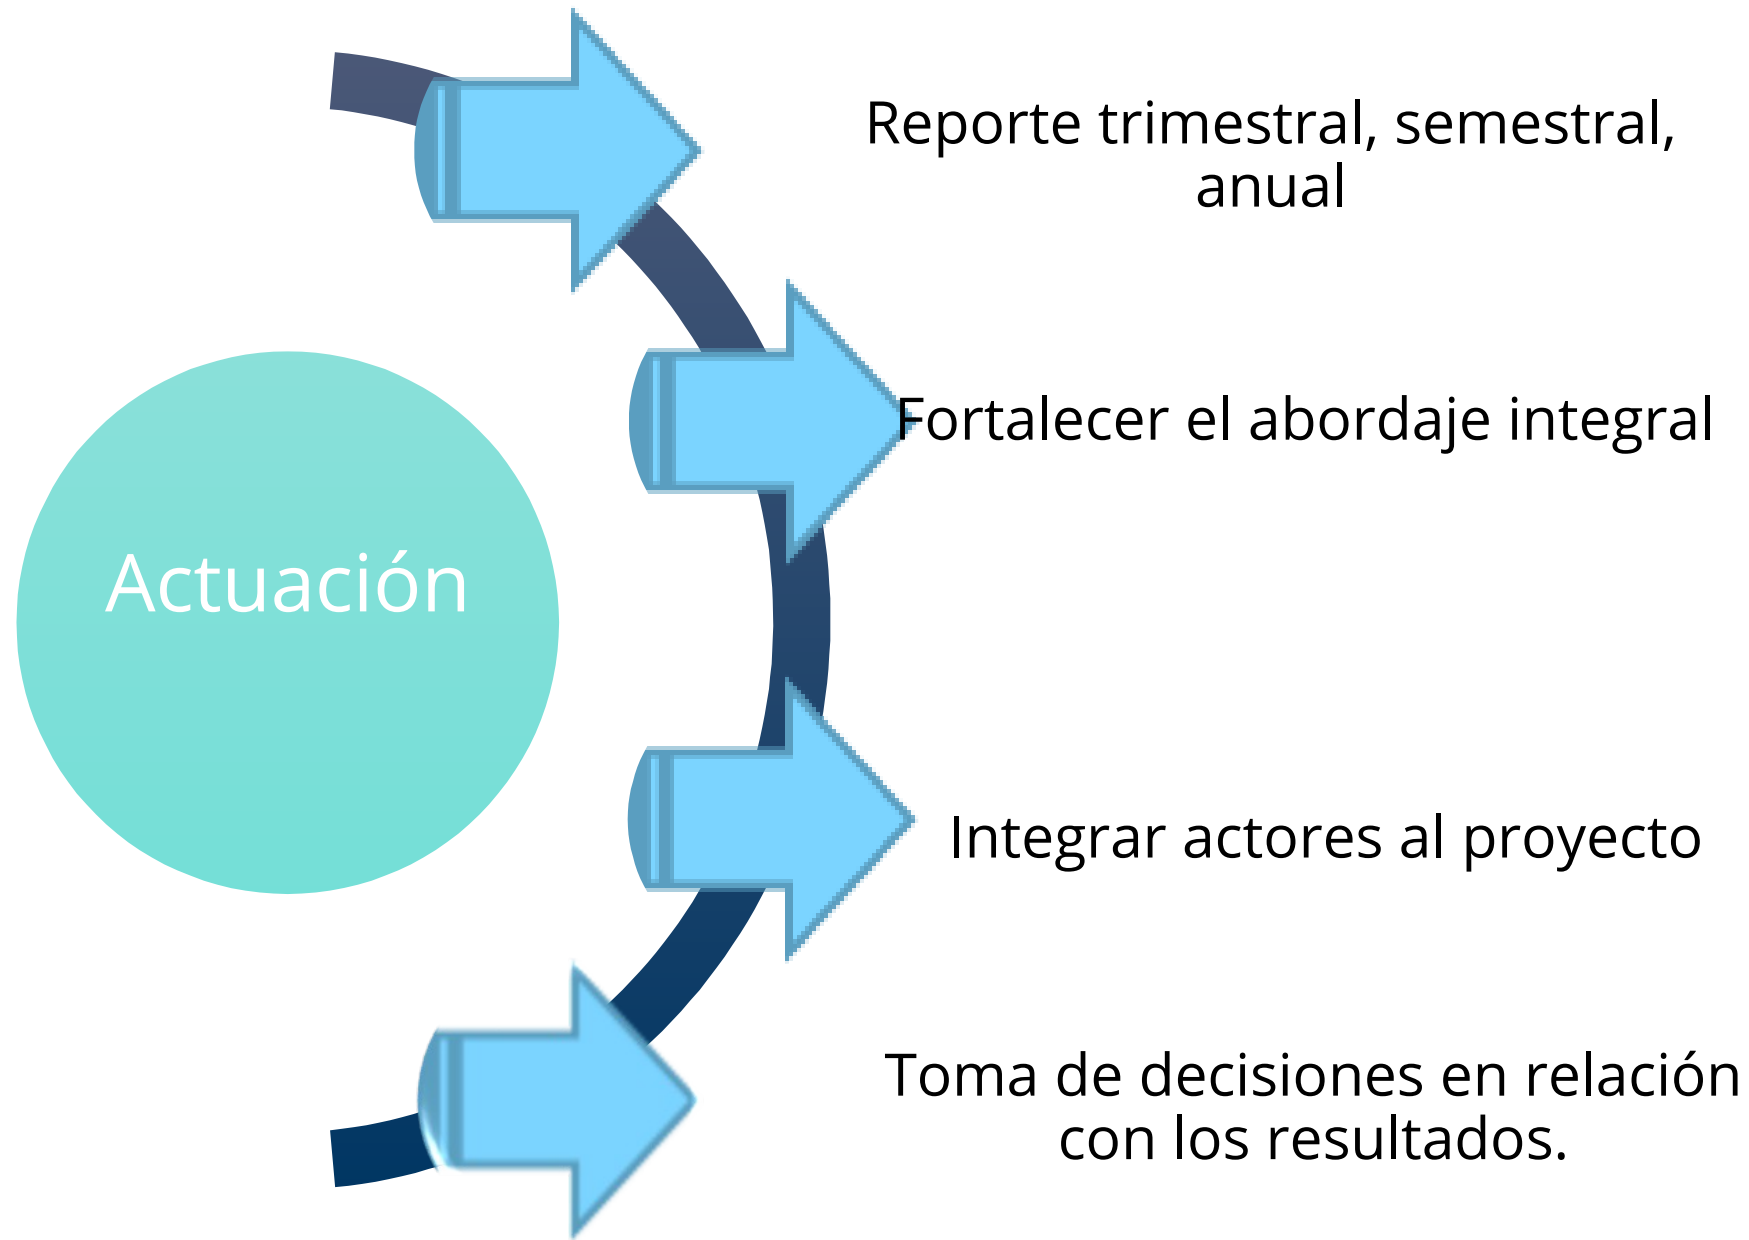 Reporte trimestral, semestral,
anual
Fortalecer el abordaje integral
Actuación
Integrar actores al proyecto
Toma de decisiones en relación
con los resultados.